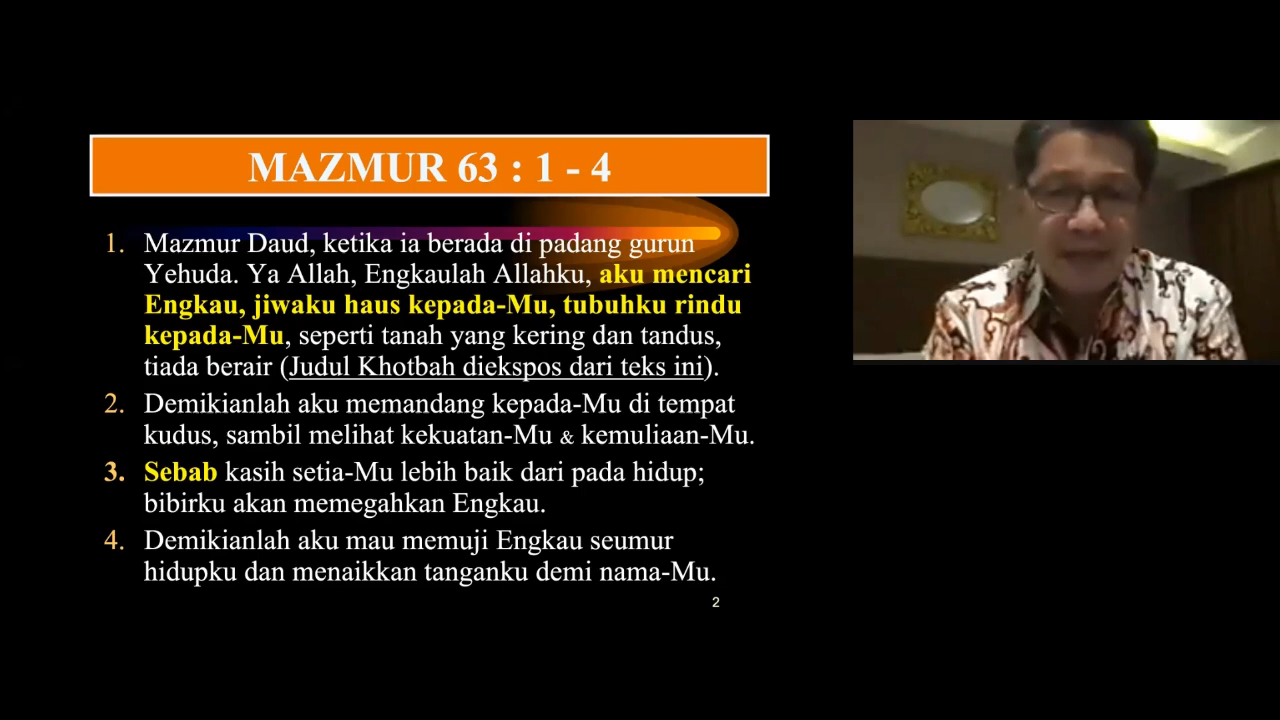 MAZMUR 63 : 1 - 4
1. Mazmur Daud, ketika ia berada di padang gurun
Yehuda. Ya Allah, Engkaulah Allahku, aku mencari
Engkau, jiwaku haus kepada-Mu, tubuhku rindu
kepada-Mu, seperti tanah yang kering dan tandus,
tiada berair (Judul Khotbah diekspos dari teks ini).
2. Demikianlah aku memandang kepada-Mu di tempat
kudus, sambil melihat kekuatan-Mu & kemuliaan-Mu.
3. Sebab kasih setia-Mu lebih baik dari pada hidup;
bibirku akan memegahkan Engkau.
4. Demikianlah aku mau memuji Engkau seumur
hidupku dan menaikkan tanganku demi nama-Mu.
2